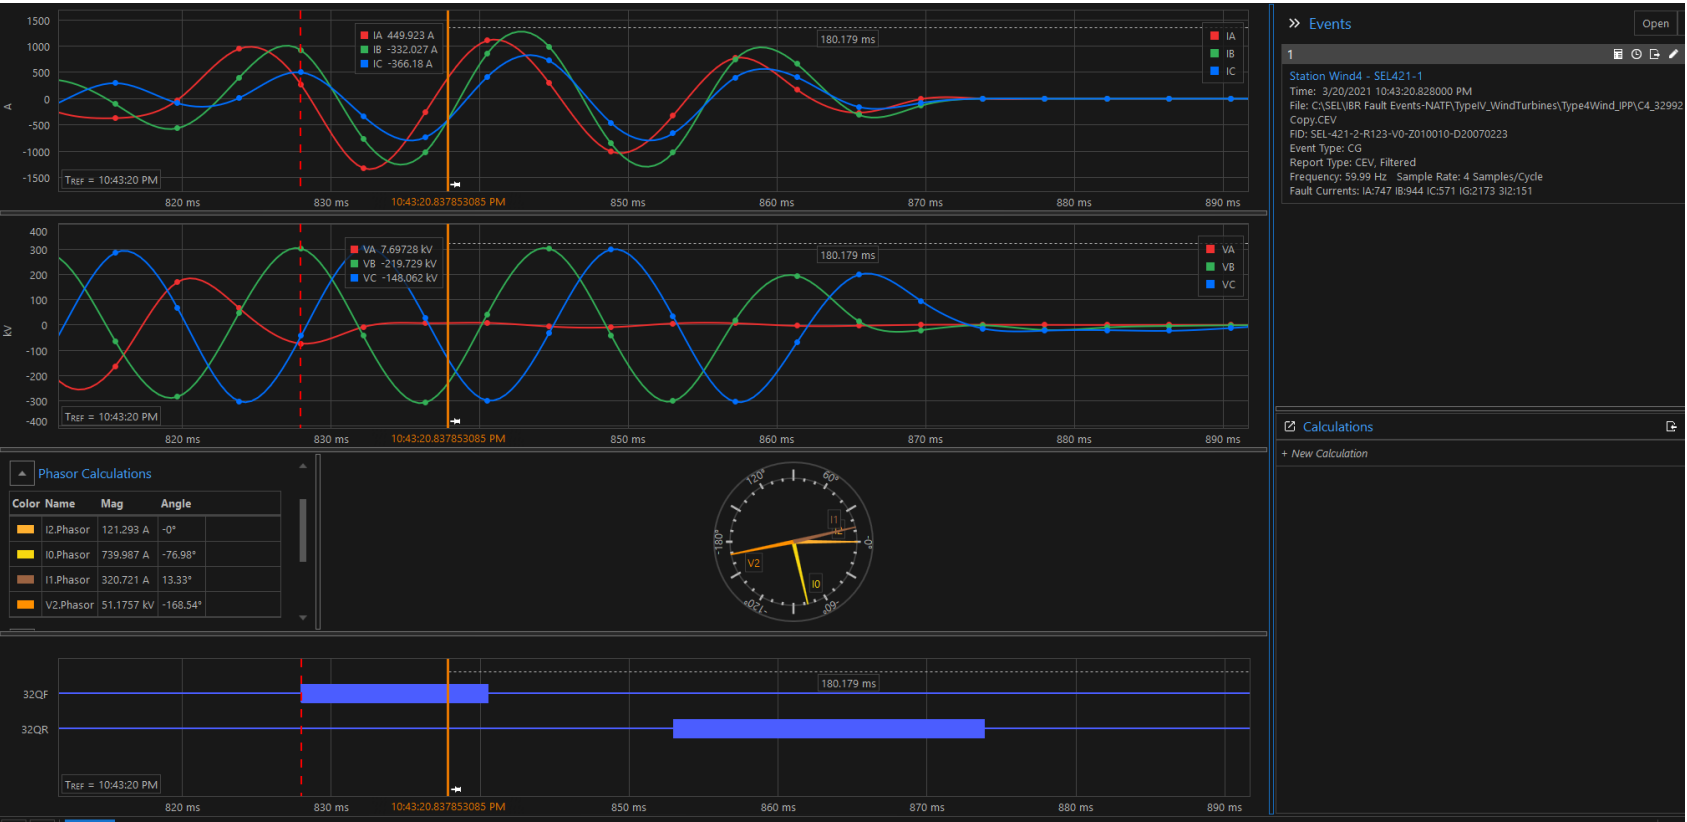 1500
1000
500
0
-500
-1000
-1500
A
IA 449.923 A
IB -332.027 A
IC -366.18 A
180.179 ms
IA
IB
IC
TREF = 10:43:20 PM
820 ms
830 ms
10:43:20.837853085 PM
850 ms
860 ms
870 ms
880 ms
890 ms
400
300
200
100
0
-100
-200
-300
-400
kV
VA 7.69728 kV
VB -219.729 kV
VC -148.062 kV
180.179 ms
VA
VB
VC
TREF = 10:43:20 PM
820 ms
830 ms
10:43:20.837853085 PM
850 ms
860 ms
870 ms
880 ms
890 ms
Phasor Calculations
Color Name Mag Angle
I2.Phasor 121.293 A -0°
I0.Phasor 739.987 A -76.98°
I1.Phasor 320.721 A 13.33°
V2.Phasor 51.1757 kV -168.54°
120°
60°
-180°
-0°
-120°
-60°
I1
I2
V2
I0
32QF
32QR
180.179 ms
TREF = 10:43:20 PM
820 ms
830 ms
10:43:20.837853085 PM
850 ms
860 ms
870 ms
880 ms
890 ms
Events
Open
1
Station Wind4 - SEL421-1
Time: 3/20/2021 10:43:20.828000 PM
File: C:\SEL\IBR Fault Events-NATF\TypeIV_WindTurbines\Type4Wind_IPP\C4_32992
Copy.CEV
FID: SEL-421-2-R123-V0-Z010010-D20070223
Event Type: CG
Report Type: CEV, Filtered
Frequency: 59.99 Hz Sample Rate: 4 Samples/Cycle
Fault Currents: IA:747 IB:944 IC:571 IG:2173 3I2:151
Calculations
+ New Calculation